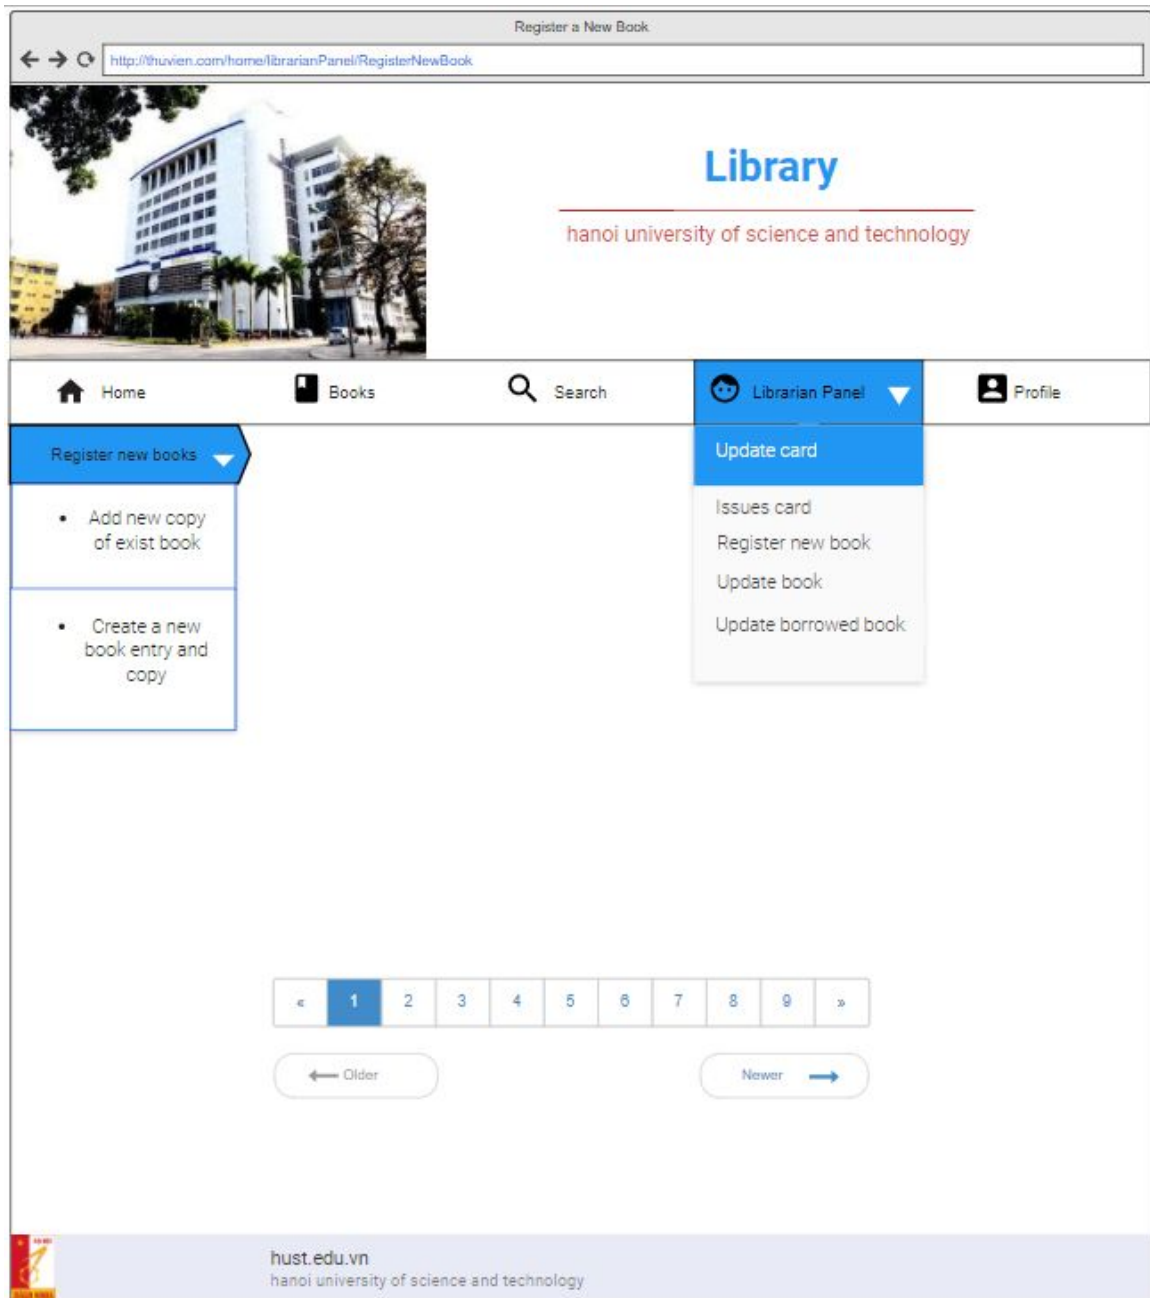 Register a New Book
http://thuvien.com/home/librarianPanel/RegisterNewBook
Library
hanoi university of science and technology
Home
Books
Search
Librarian Panel
Profile
Register new books
• Add new copy
of exist book
• Create a new
book entry and
copy
Update card
Issues card
Register new book
Update book
Update borrowed book
« 1 2 3 4 5 6 7 8 9 »
Older
Newer
hust.edu.vn
hanoi university of science and technology